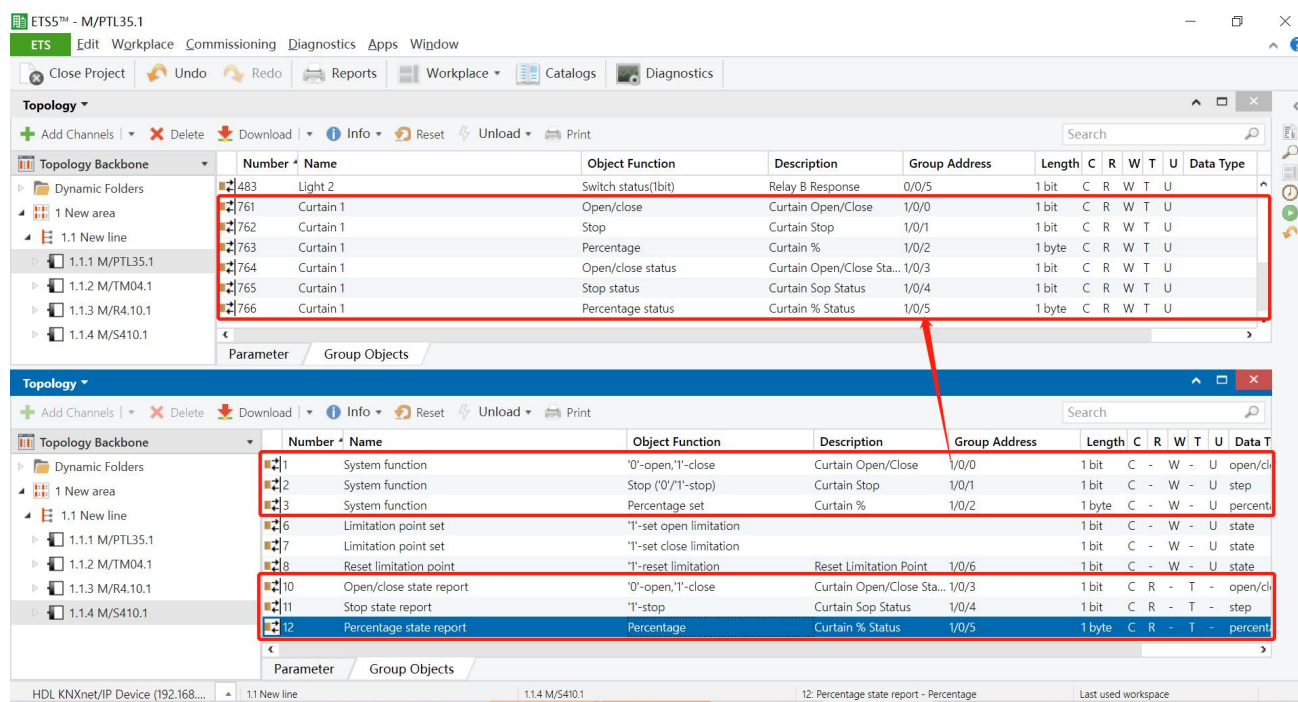 ETS5™ - M/PTL35.1
ETS Edit Workplace Commissioning Diagnostics Apps Window
Close Project Undo Redo Reports Workplace Catalogs Diagnostics
Topology
Add Channels Delete Download Info Reset Unload Print Search
Topology Backbone Number Name Object Function Description Group Address Length C R W T U Data Type
Dynamic Folders 483 Light 2 Switch status(1bit) Relay B Response 0/0/5 1 bit C R W T U
1 New area 761 Curtain 1 Open/close Curtain Open/Close 1/0/0 1 bit C R W T U
762 Curtain 1 Stop Curtain Stop 1/0/1 1 bit C R W T U
1.1 New line 763 Curtain 1 Percentage Curtain % 1/0/2 1 byte C R W T U
1.1.1 M/PTL35.1 764 Curtain 1 Open/close status Curtain Open/Close Sta... 1/0/3 1 bit C R W T U
1.1.2 M/TM04.1 765 Curtain 1 Stop status Curtain Sop Status 1/0/4 1 bit C R W T U
1.1.3 M/R4.10.1 766 Curtain 1 Percentage status Curtain % Status 1/0/5 1 byte C R W T U
1.1.4 M/S410.1
Parameter Group Objects
Topology
Add Channels Delete Download Info Reset Unload Print Search
Topology Backbone Number Name Object Function Description Group Address Length C R W T U Data T
Dynamic Folders 1 System function '0'-open,'1'-close Curtain Open/Close 1/0/0 1 bit C - W - U open/cl
1 New area 2 System function Stop ('0'/'1'-stop) Curtain Stop 1/0/1 1 bit C - W - U step
1.1 New line 3 System function Percentage set Curtain % 1/0/2 1 byte C - W - U percenta
6 Limitation point set '1'-set open limitation 1 bit C - W - U state
1.1.1 M/PTL35.1 7 Limitation point set '1'-set close limitation 1 bit C - W - U state
1.1.2 M/TM04.1 8 Reset limitation point '1'-reset limitation Reset Limitation Point 1/0/6 1 bit C - W - U state
1.1.3 M/R4.10.1 10 Open/close state report '0'-open,'1'-close Curtain Open/Close Sta... 1/0/3 1 bit C R - T - open/cl
1.1.4 M/S410.1 11 Stop state report '1'-stop Curtain Sop Status 1/0/4 1 bit C R - T - step
12 Percentage state report Percentage Curtain % Status 1/0/5 1 byte C R - T - percenta
Parameter Group Objects
HDL KNXnet/IP Device (192.168.... 1.1 New line 1.1.4 M/S410.1 12: Percentage state report - Percentage Last used workspace